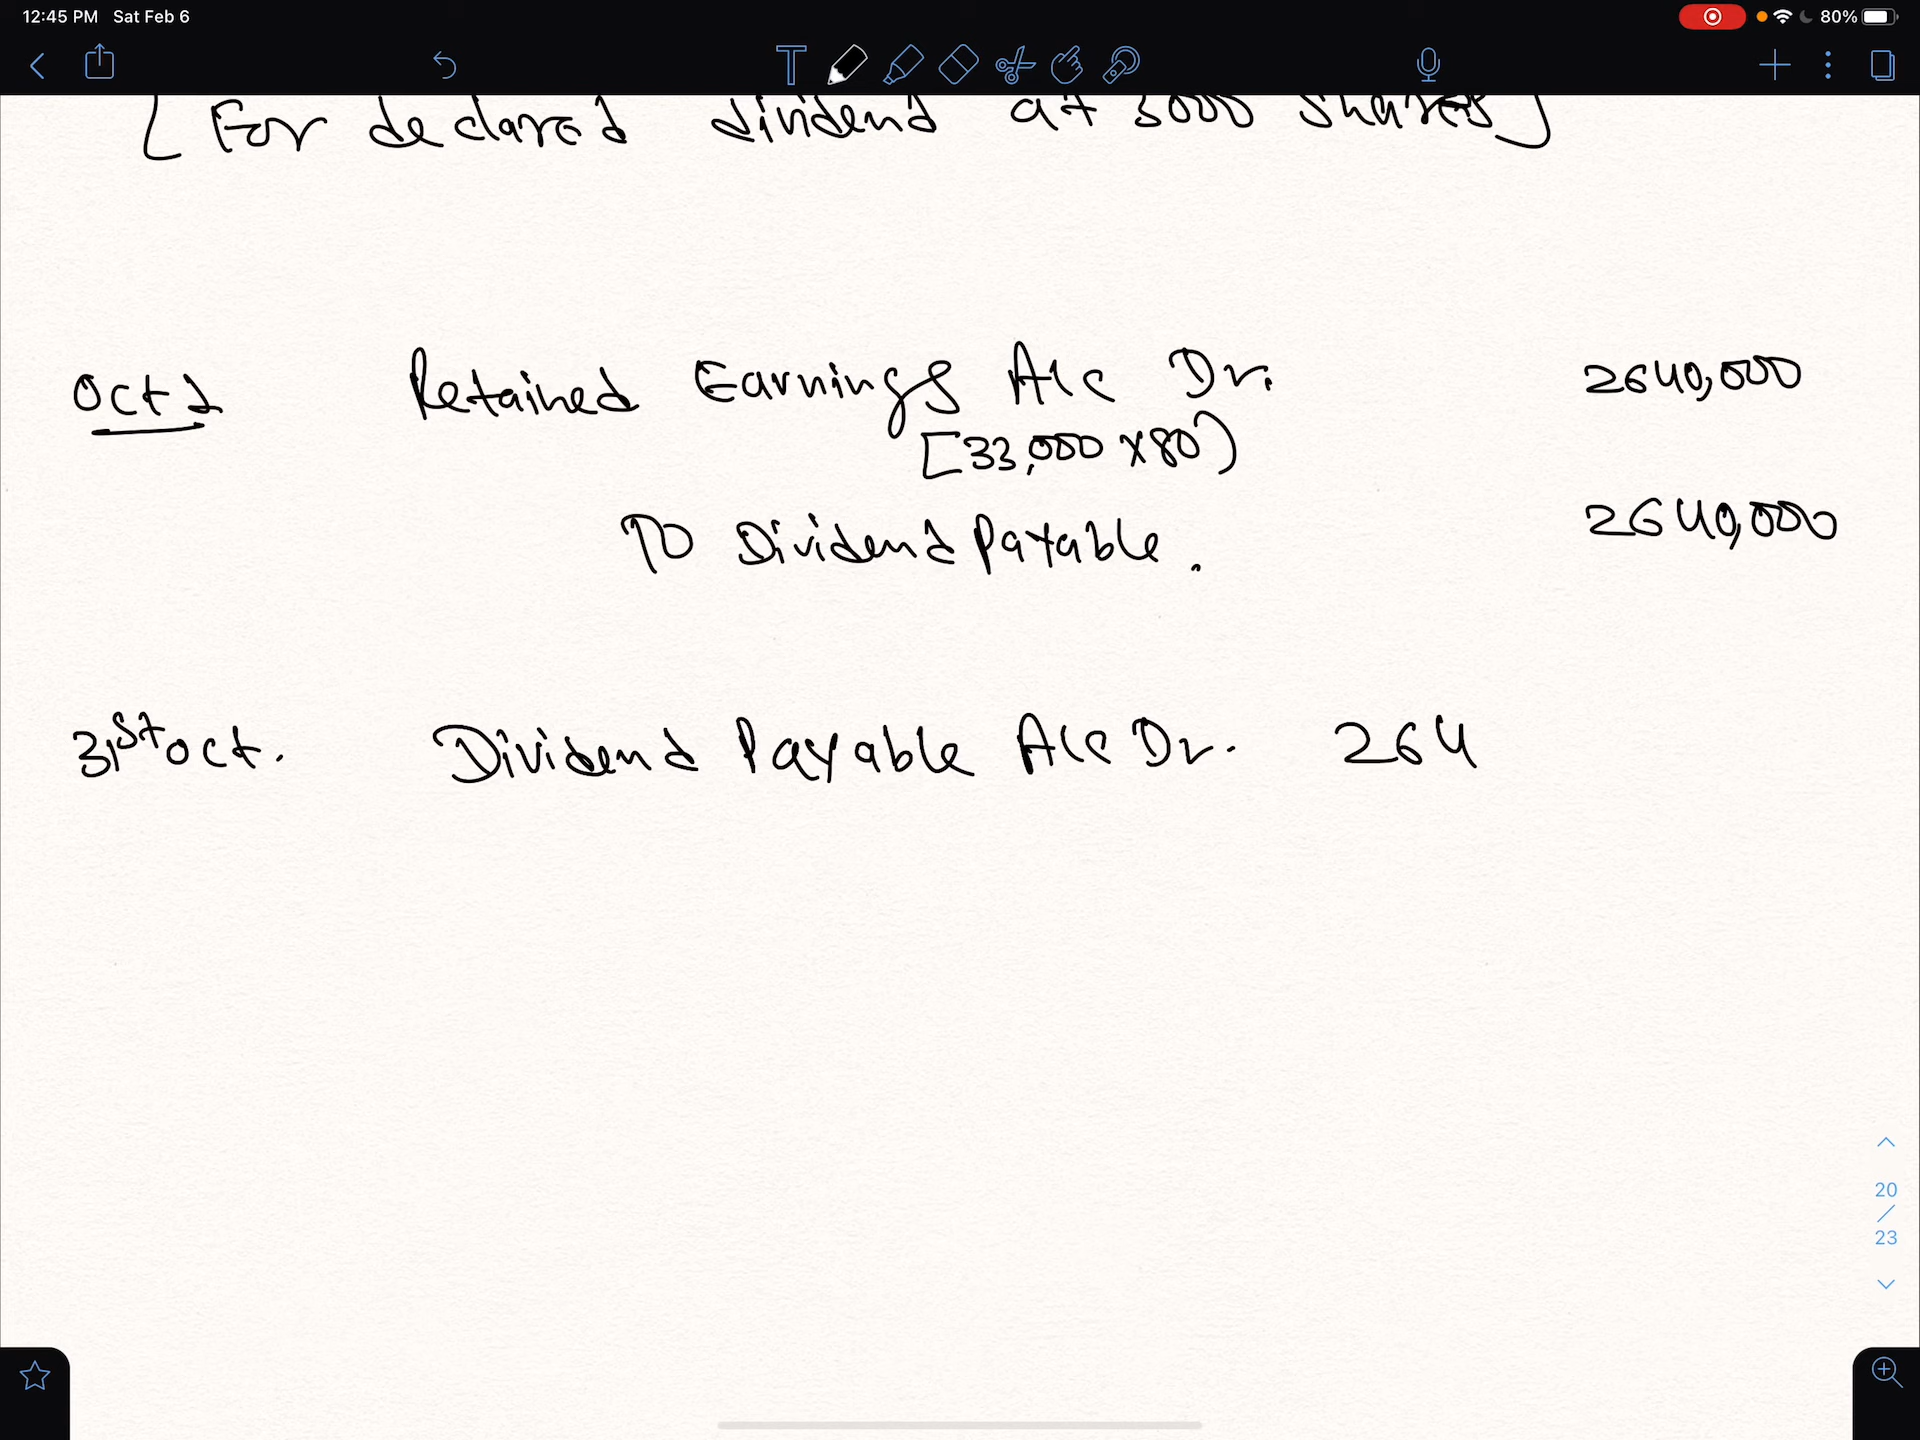 12:45 PM Sat Feb 6
80%
[ For declared dividend at 3000 Shares]
Oct 1 Retained Earnings A/c Dr. 2640,000
[33,000 x 80)
To Dividend Payable. 2640,000
31st oct. Dividend Payable A/c Dr. 264
20
/
23